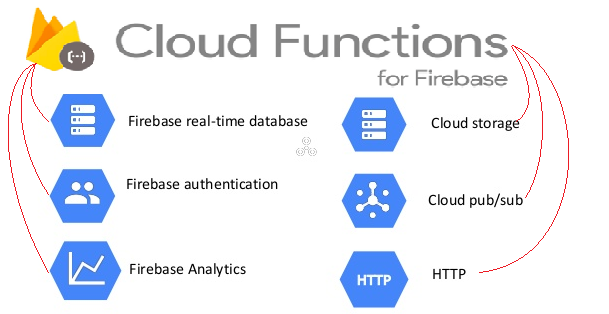 Cloud Functions
for Firebase
Firebase real-time database
Firebase authentication
Firebase Analytics
Cloud storage
Cloud pub/sub
HTTP
HTTP